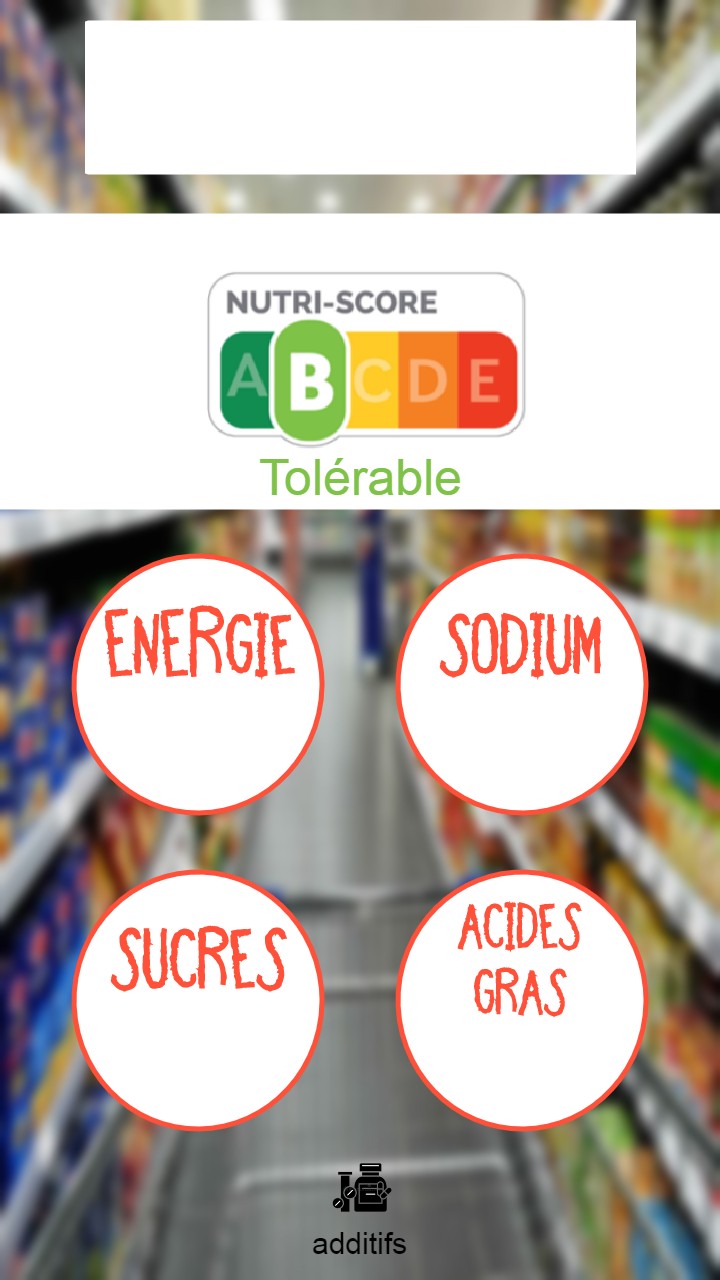 NUTRI-SCORE
A B C D E
Tolérable
ENERGIE
SODIUM
SUCRES
ACIDES
GRAS
additifs